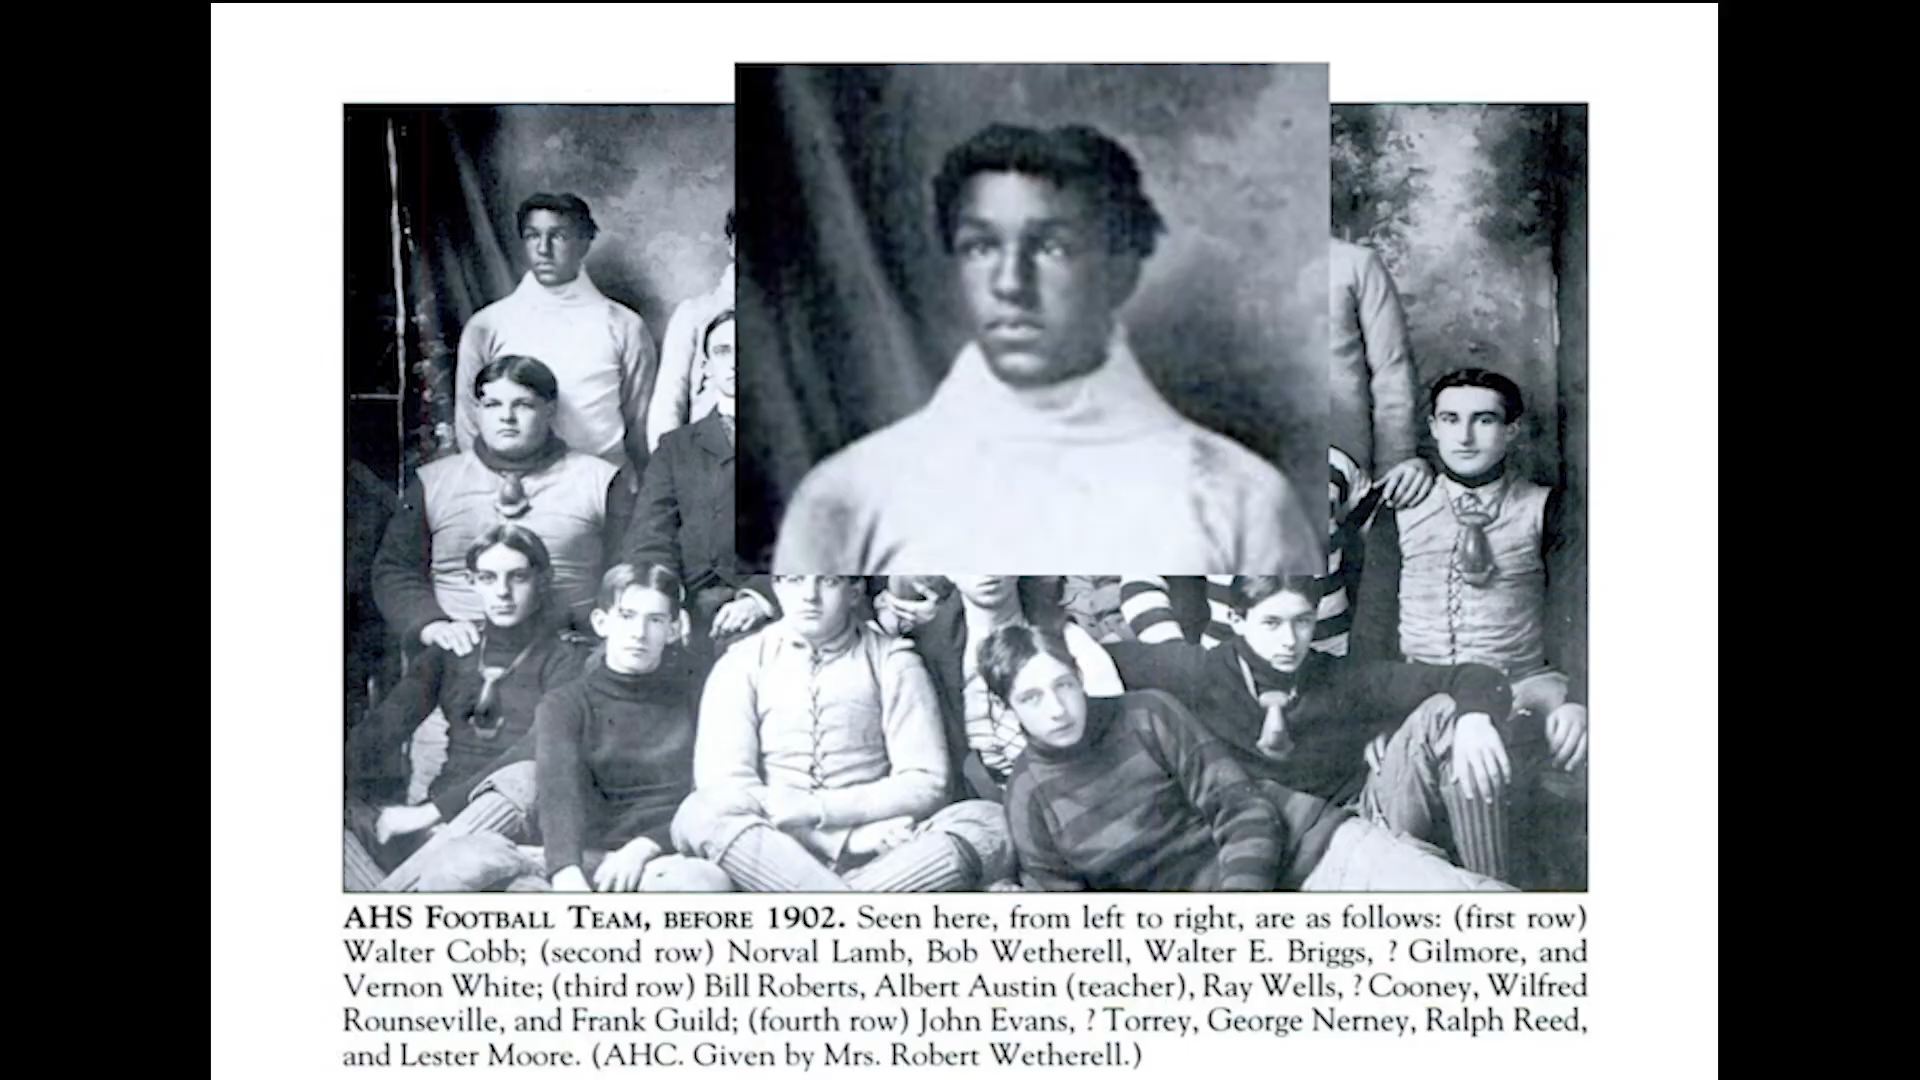 AHS FOOTBALL TEAM, BEFORE 1902. Seen here, from left to right, are as follows: (first row)
Walter Cobb; (second row) Norval Lamb, Bob Wetherell, Walter E. Briggs, ? Gilmore, and
Vernon White; (third row) Bill Roberts, Albert Austin (teacher), Ray Wells, ? Cooney, Wilfred
Rounseville, and Frank Guild; (fourth row) John Evans, ? Torrey, George Nerney, Ralph Reed,
and Lester Moore. (AHC. Given by Mrs. Robert Wetherell.)